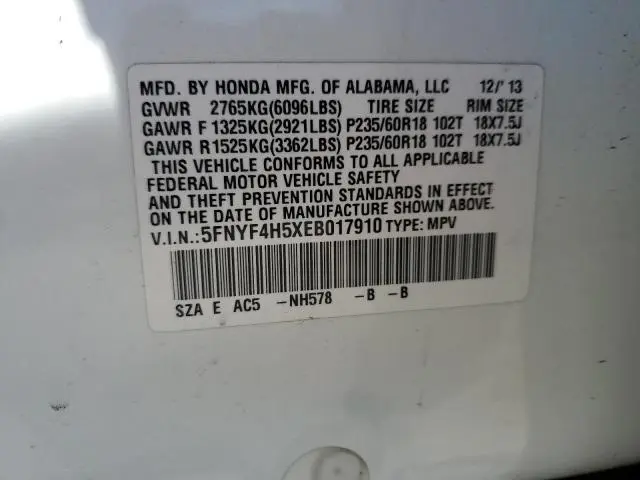 MFD. BY HONDA MFG. OF ALABAMA, LLC 12/'13
GVWR 2765KG(6096LBS) TIRE SIZE RIM SIZE
GAWR F 1325KG(2921LBS) P235/60R18 102T 18X7.5J
GAWR R1525KG(3362LBS) P235/60R18 102T 18X7.5J
THIS VEHICLE CONFORMS TO ALL APPLICABLE
FEDERAL MOTOR VEHICLE SAFETY
AND THEFT PREVENTION STANDARDS IN EFFECT
ON THE DATE OF MANUFACTURE SHOWN ABOVE.
V.I.N.:5FNYF4H5XEB017910 TYPE: MPV
SZA E AC5 -NH578 -B -B